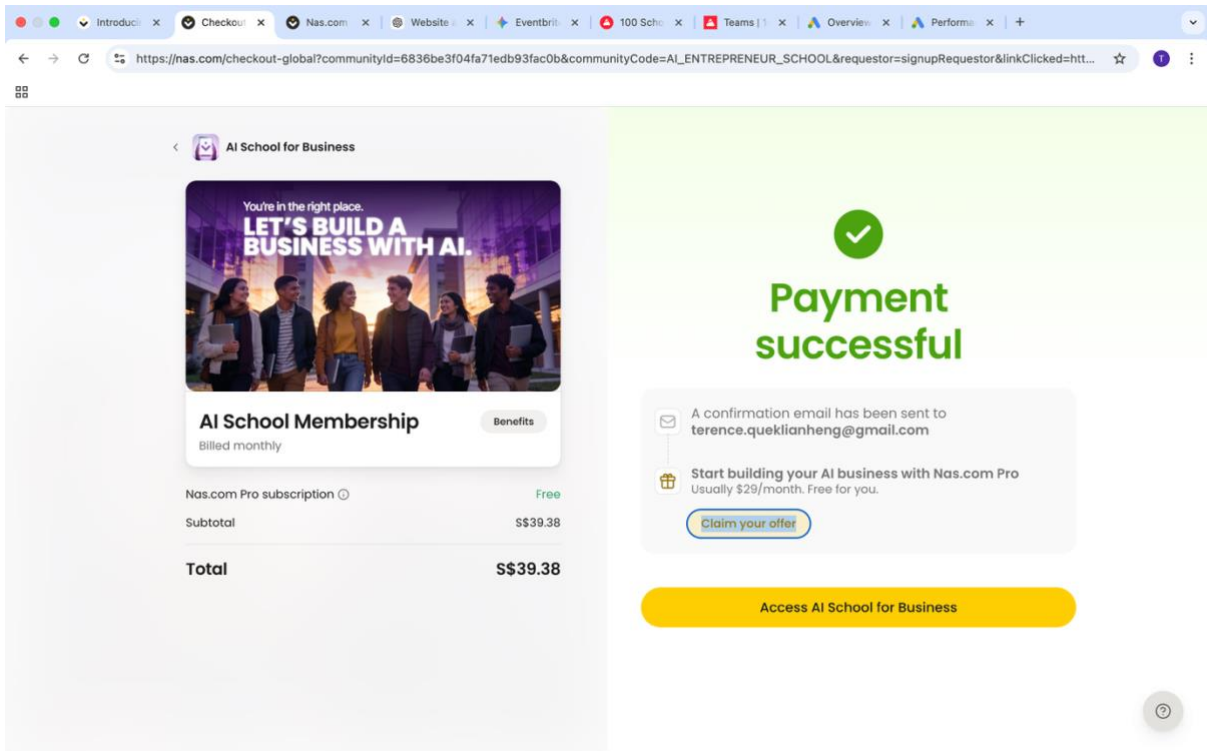 Introduci
Checkout
Nas.com
Website
Eventbrit
100 Scho
Teams | 1
Overview
Performa
https://nas.com/checkout-global?communityId=6836be3f04fa71edb93fac0b&communityCode=AI_ENTREPRENEUR_SCHOOL&requestor=signupRequestor&linkClicked=htt...
T
AI School for Business
You're in the right place.
LET'S BUILD A
BUSINESS WITH AI.
AI School Membership
Benefits
Billed monthly
Nas.com Pro subscription
Free
Subtotal
S$39.38
Total
S$39.38
Payment
successful
A confirmation email has been sent to
terence.queklianheng@gmail.com
Start building your AI business with Nas.com Pro
Usually $29/month. Free for you.
Claim your offer
Access AI School for Business